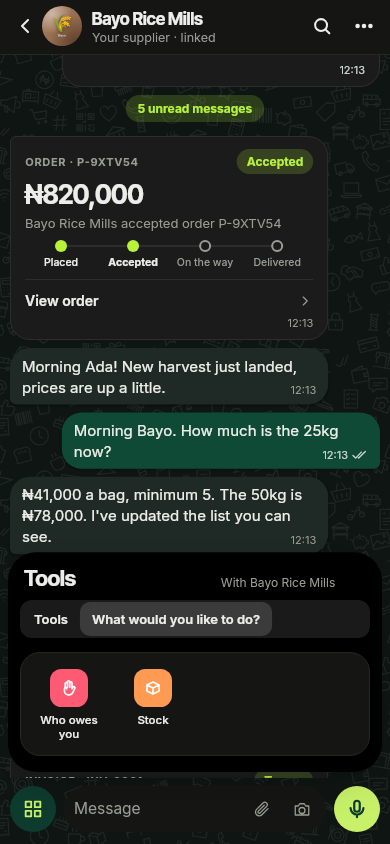 Bayo Rice Mills
Your supplier · linked
12:13
5 unread messages
ORDER · P-9XTV54
Accepted
₦820,000
Bayo Rice Mills accepted order P-9XTV54
Placed
Accepted
On the way
Delivered
View order
12:13
Morning Ada! New harvest just landed,
prices are up a little.
12:13
Morning Bayo. How much is the 25kg
now?
12:13
₦41,000 a bag, minimum 5. The 50kg is
₦78,000. I've updated the list you can
see.
12:13
Tools
With Bayo Rice Mills
Tools
What would you like to do?
Who owes
you
Stock
Message